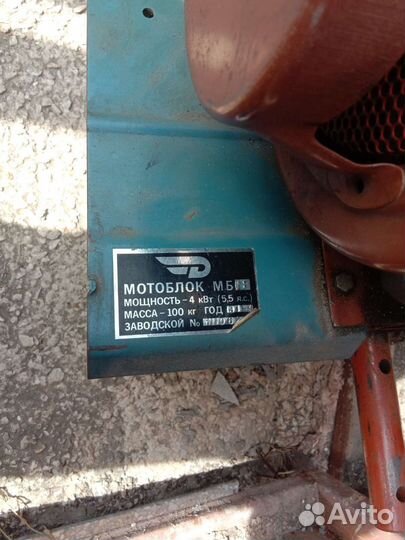 МОТОБЛОК МБ
МОЩНОСТЬ-4 кВт (5,5 л.с.)
МАССА-100 кг ГОД
ЗАВОДСКОЙ №
Avito